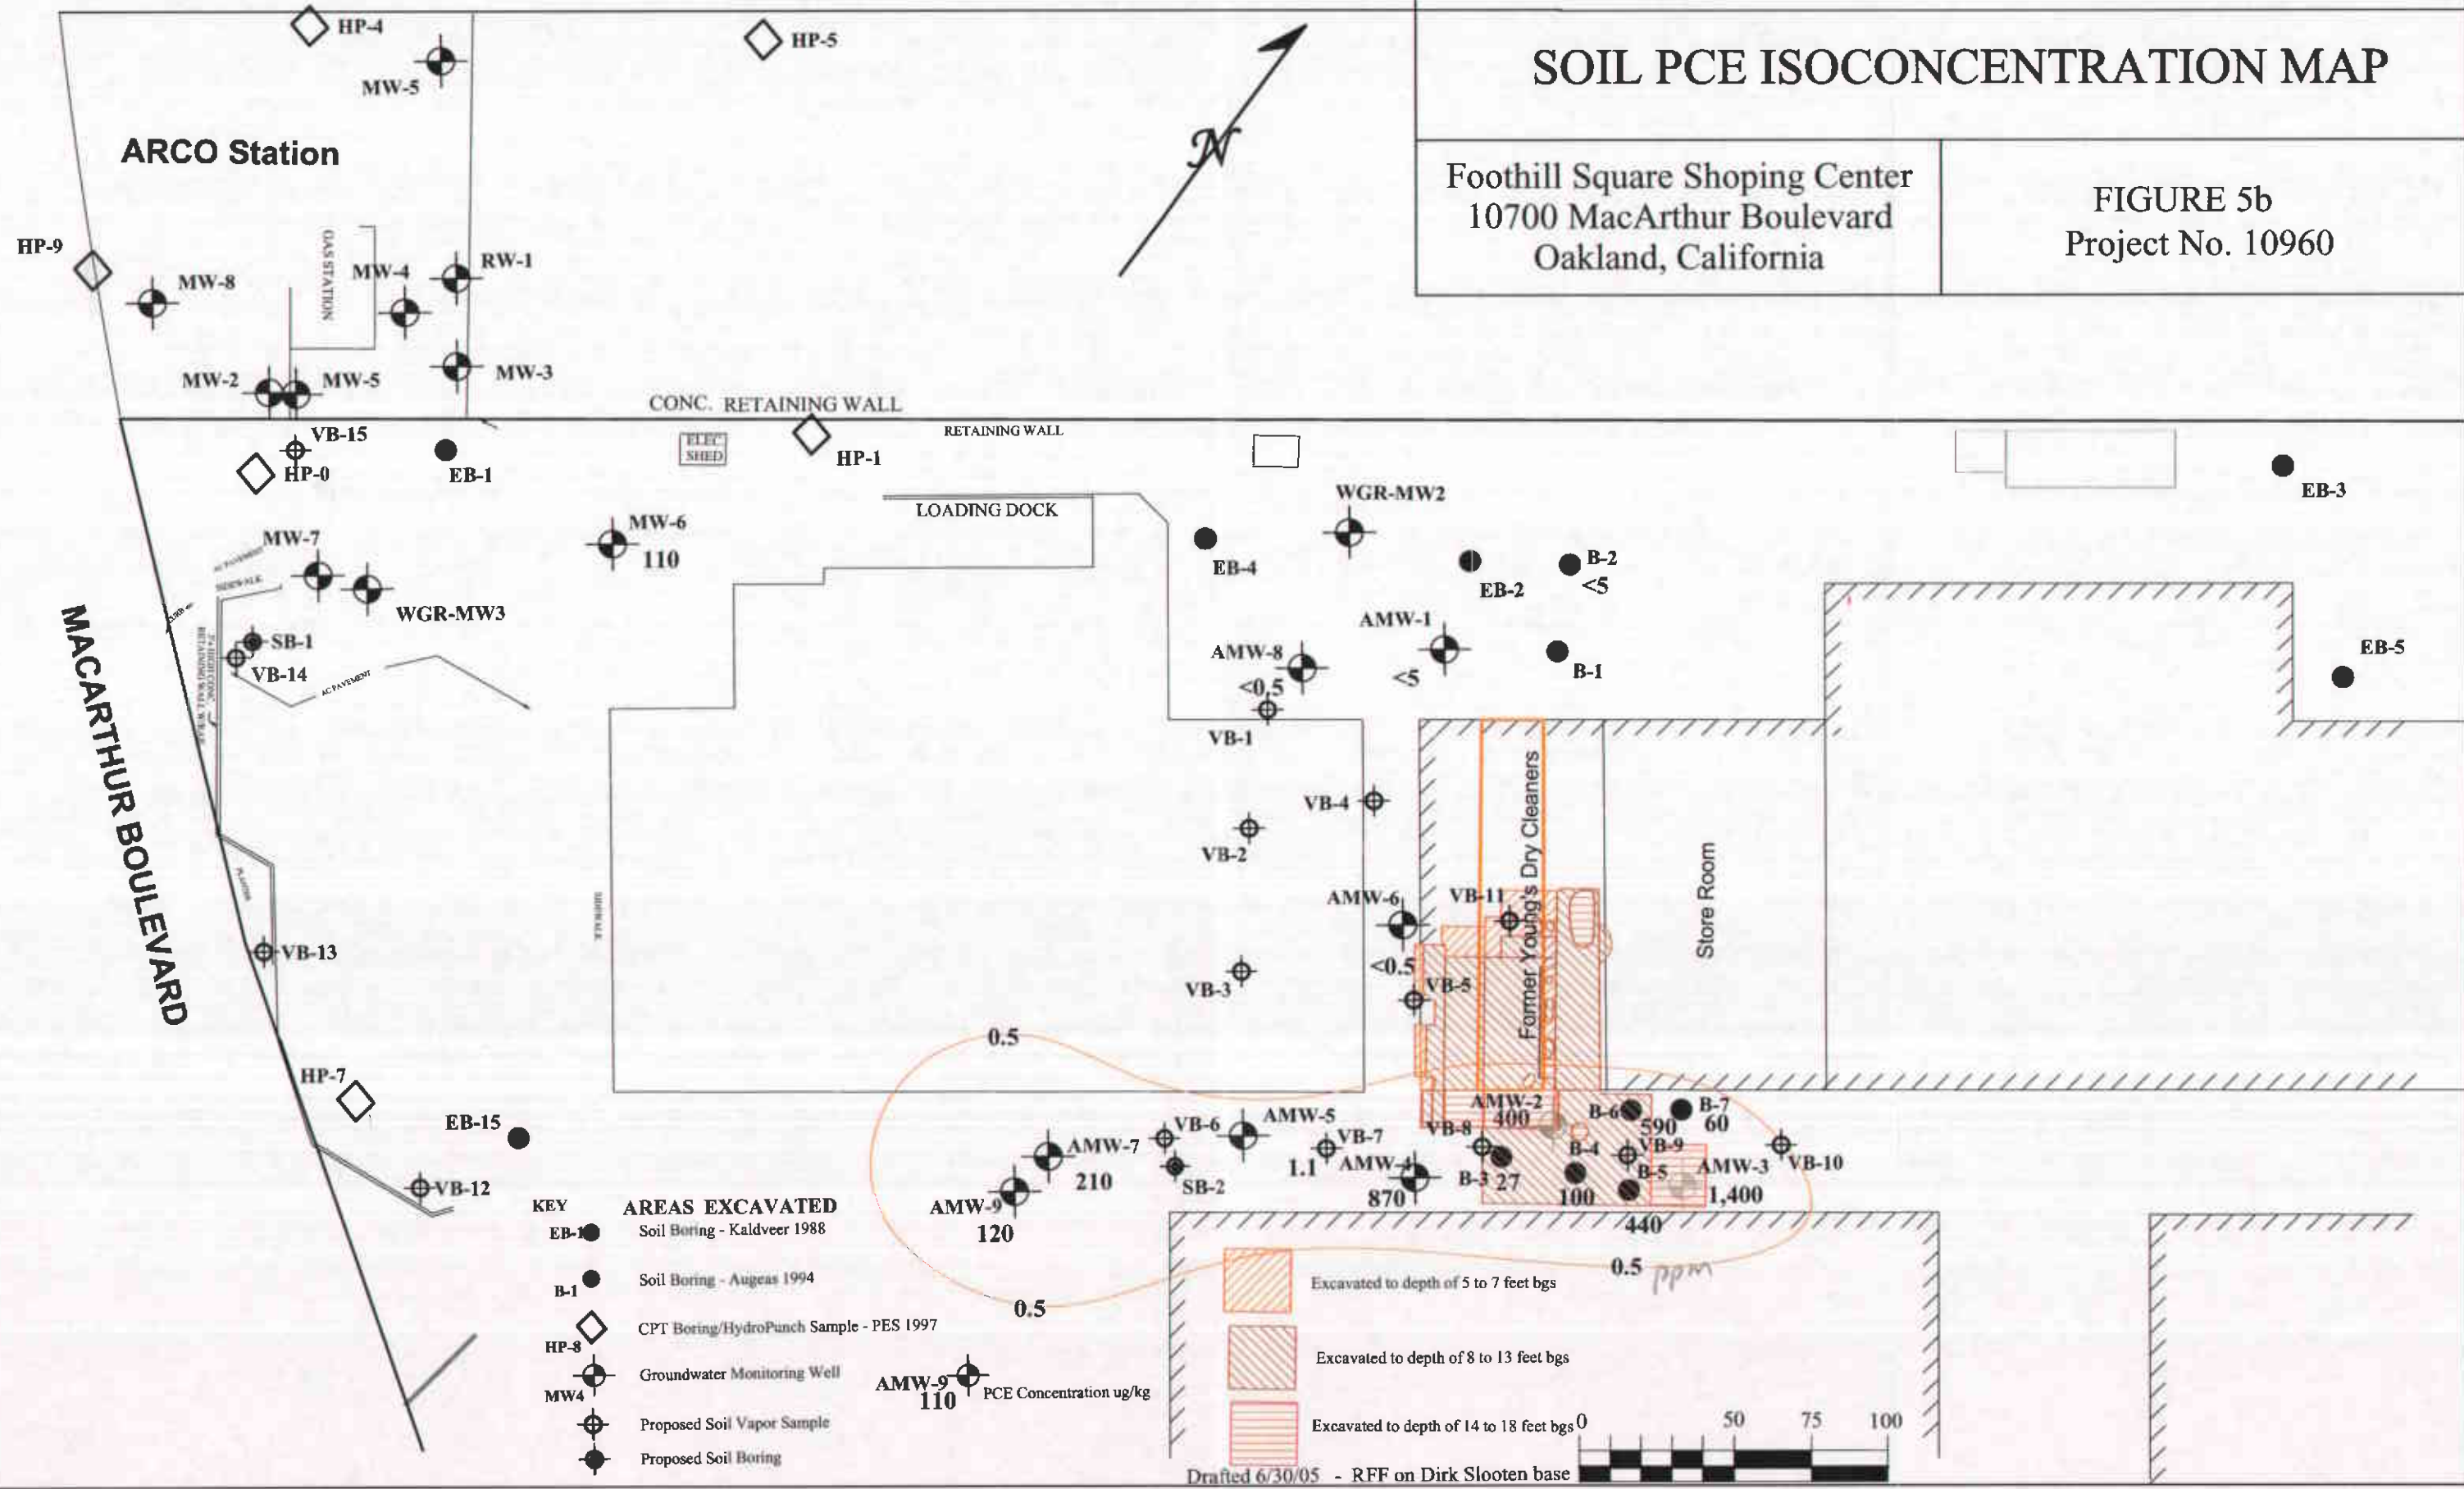 SOIL PCE ISOCONCENTRATION MAP
Foothill Square Shoping Center
10700 MacArthur Boulevard
Oakland, California
FIGURE 5b
Project No. 10960
N
HP-4
HP-5
MW-5
ARCO Station
HP-9
MW-8
GAS STATION
MW-4
RW-1
MW-2
MW-5
MW-3
CONC. RETAINING WALL
RETAINING WALL
VB-15
HP-0
EB-1
ELEC
SHED
HP-1
LOADING DOCK
WGR-MW2
EB-3
MW-7
AC PAVEMENT
SIDEWALK
MW-6
110
EB-4
EB-2
B-2
<5
WGR-MW3
CURB
SB-1
VB-14
AC PAVEMENT
MACARTHUR BOULEVARD
AMW-8
<0.5
AMW-1
<5
B-1
EB-5
VB-1
VB-4
VB-2
Former Young's Dry Cleaners
Store Room
PLANTER
SIDEWALK
AMW-6
<0.5
VB-11
VB-13
VB-3
VB-5
0.5
HP-7
EB-15
VB-12
VB-6
AMW-5
AMW-7
210
SB-2
VB-7
1.1
AMW-4
870
AMW-9
120
AMW-2
400
VB-8
B-3
27
B-6
590
B-7
60
B-4
100
VB-9
B-5
440
AMW-3
1,400
VB-10
0.5
0.5
ppm
KEY
AREAS EXCAVATED
EB-1
Soil Boring - Kaldveer 1988
B-1
Soil Boring - Augeas 1994
HP-8
CPT Boring/HydroPunch Sample - PES 1997
MW4
Groundwater Monitoring Well
Proposed Soil Vapor Sample
Proposed Soil Boring
AMW-9
110
PCE Concentration ug/kg
Excavated to depth of 5 to 7 feet bgs
Excavated to depth of 8 to 13 feet bgs
Excavated to depth of 14 to 18 feet bgs
0
50
75
100
Drafted 6/30/05 - RFF on Dirk Slooten base